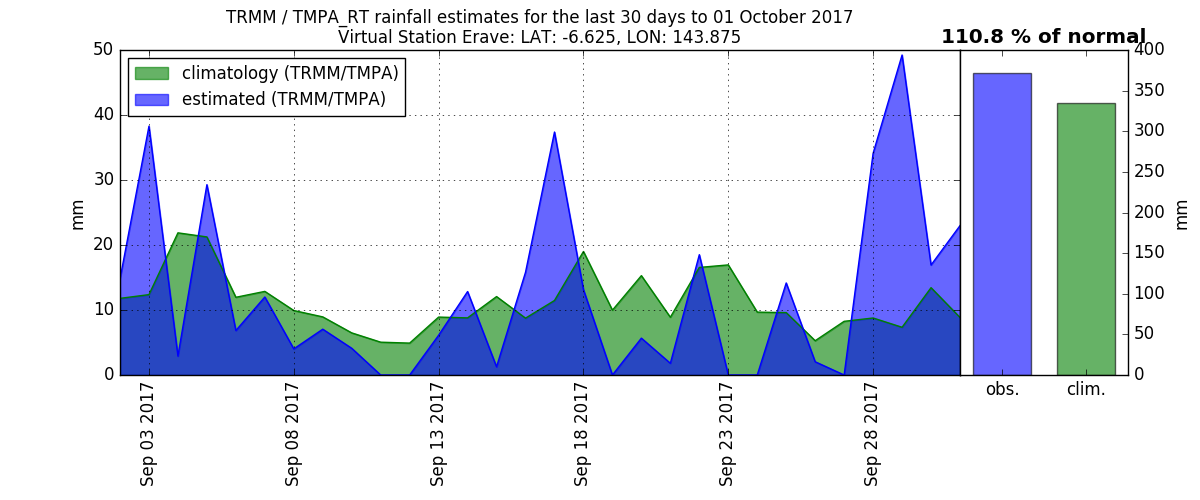 TRMM / TMPA_RT rainfall estimates for the last 30 days to 01 October 2017
Virtual Station Erave: LAT: -6.625, LON: 143.875
110.8 % of normal
climatology (TRMM/TMPA)
estimated (TRMM/TMPA)
50
40
30
20
10
0
mm
Sep 03 2017
Sep 08 2017
Sep 13 2017
Sep 18 2017
Sep 23 2017
Sep 28 2017
obs.
clim.
400
350
300
250
200
150
100
50
0
mm